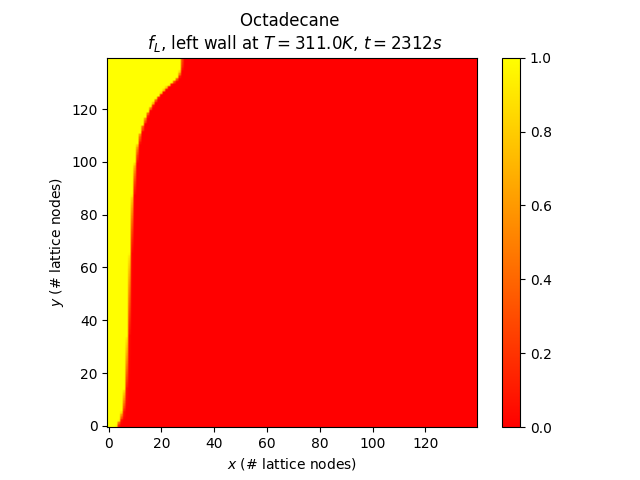 Octadecane
f_L, left wall at T = 311.0K, t = 2312s
1.0
0.8
0.6
0.4
0.2
0.0
120
100
80
60
40
20
0
y (# lattice nodes)
0 20 40 60 80 100 120
x (# lattice nodes)